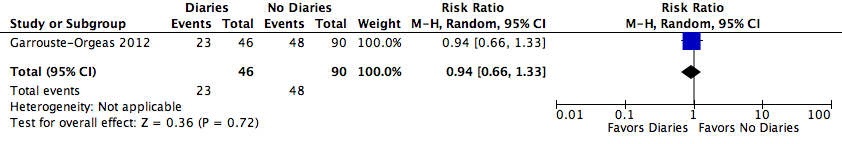 Diaries No Diaries Risk Ratio Risk Ratio
Study or Subgroup Events Total Events Total Weight M-H, Random, 95% CI M-H, Random, 95% CI
Garrouste-Orgeas 2012 23 46 48 90 100.0% 0.94 [0.66, 1.33]
Total (95% CI) 46 90 100.0% 0.94 [0.66, 1.33]
Total events 23 48
Heterogeneity: Not applicable
Test for overall effect: Z = 0.36 (P = 0.72)
0.01 0.1 1 10 100
Favors Diaries Favors No Diaries